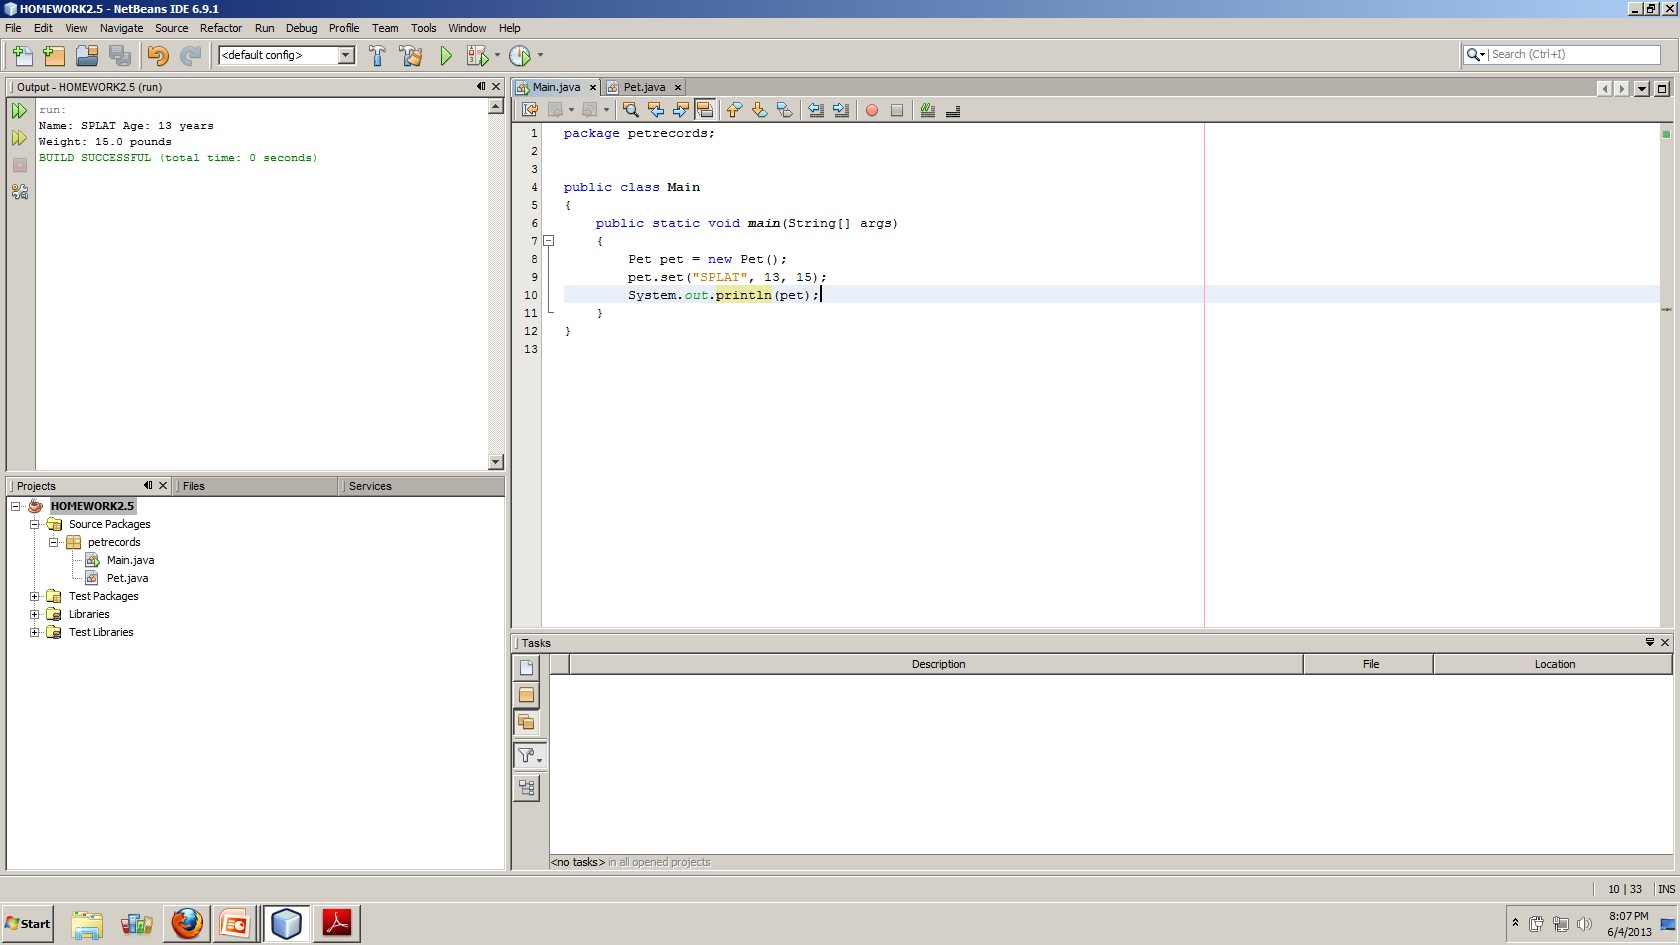 HOMEWORK2.5 - NetBeans IDE 6.9.1
File Edit View Navigate Source Refactor Run Debug Profile Team Tools Window Help
<default config>
Search (Ctrl+I)
Output - HOMEWORK2.5 (run)
run:
Name: SPLAT Age: 13 years
Weight: 15.0 pounds
BUILD SUCCESSFUL (total time: 0 seconds)
Projects
Files
Services
HOMEWORK2.5
Source Packages
petrecords
Main.java
Pet.java
Test Packages
Libraries
Test Libraries
Main.java
Pet.java
1 package petrecords;
2
3
4 public class Main
5 {
6 public static void main(String[] args)
7 {
8 Pet pet = new Pet();
9 pet.set("SPLAT", 13, 15);
10 System.out.println(pet);
11 }
12 }
13
Tasks
Description File Location
<no tasks> in all opened projects
10 | 33 INS
Start
8:07 PM
6/4/2013